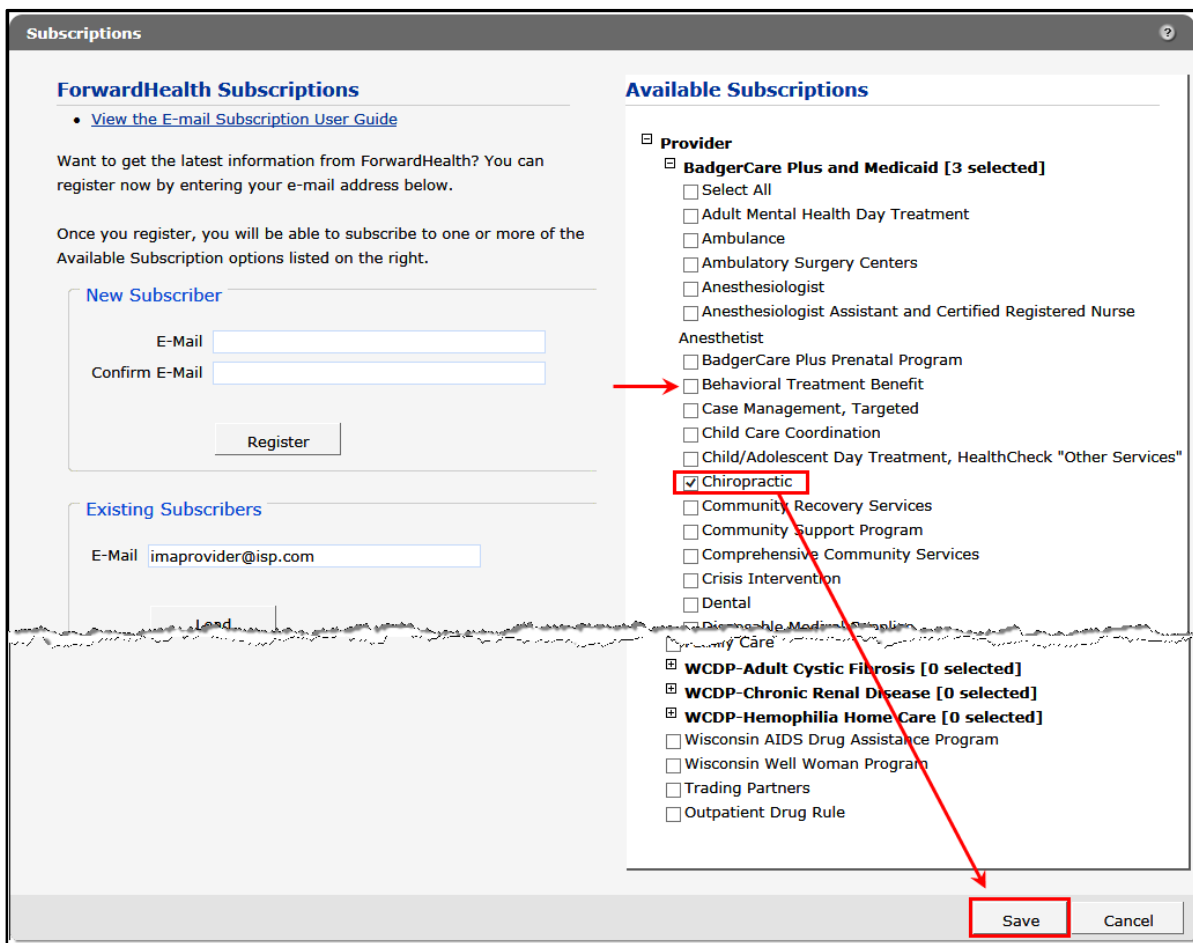 Subscriptions
?
ForwardHealth Subscriptions
View the E-mail Subscription User Guide
Want to get the latest information from ForwardHealth? You can
register now by entering your e-mail address below.
Once you register, you will be able to subscribe to one or more of the
Available Subscription options listed on the right.
New Subscriber
E-Mail
Confirm E-Mail
Register
Existing Subscribers
E-Mail imaprovider@isp.com
Load
Available Subscriptions
Provider
BadgerCare Plus and Medicaid [3 selected]
Select All
Adult Mental Health Day Treatment
Ambulance
Ambulatory Surgery Centers
Anesthesiologist
Anesthesiologist Assistant and Certified Registered Nurse
Anesthetist
BadgerCare Plus Prenatal Program
Behavioral Treatment Benefit
Case Management, Targeted
Child Care Coordination
Child/Adolescent Day Treatment, HealthCheck "Other Services"
Chiropractic
Community Recovery Services
Community Support Program
Comprehensive Community Services
Crisis Intervention
Dental
Disposable Medical Supplies
Care
WCDP-Adult Cystic Fibrosis [0 selected]
WCDP-Chronic Renal Disease [0 selected]
WCDP-Hemophilia Home Care [0 selected]
Wisconsin AIDS Drug Assistance Program
Wisconsin Well Woman Program
Trading Partners
Outpatient Drug Rule
Save
Cancel